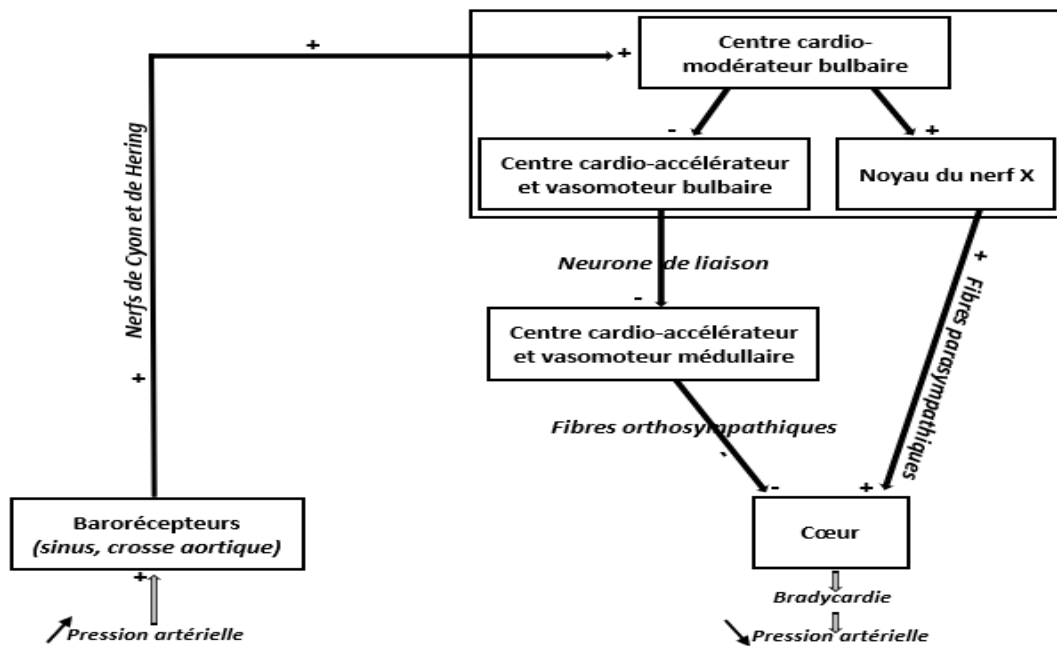 +
+
Centre cardio-
modérateur bulbaire
-
+
Centre cardio-accélérateur
et vasomoteur bulbaire
Noyau du nerf X
Nerfs de Cyon et de Hering
+
Neurone de liaison
-
+
Fibres parasympathiques
Centre cardio-accélérateur
et vasomoteur médullaire
Fibres orthosympathiques
-
-
+
Barorécepteurs
(sinus, crosse aortique)
Cœur
+
Bradycardie
Pression artérielle
Pression artérielle